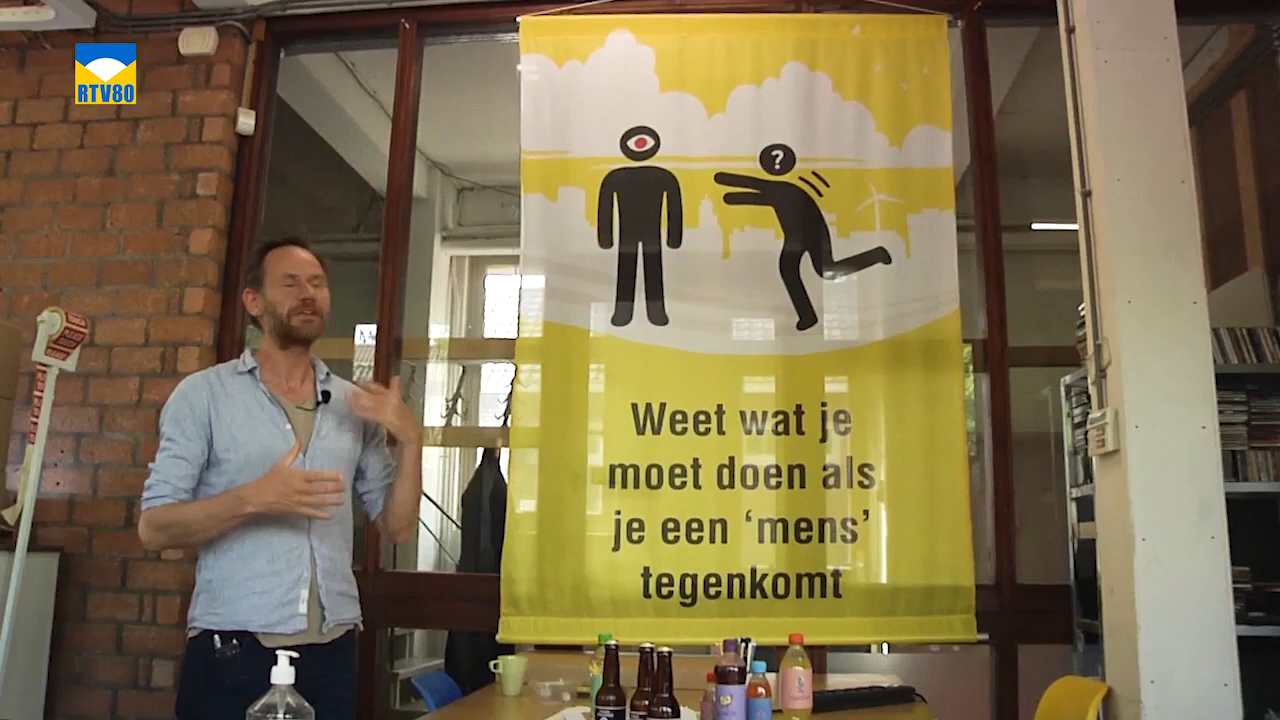 RTV80
?
Weet wat je
moet doen als
je een ‘mens’
tegenkomt